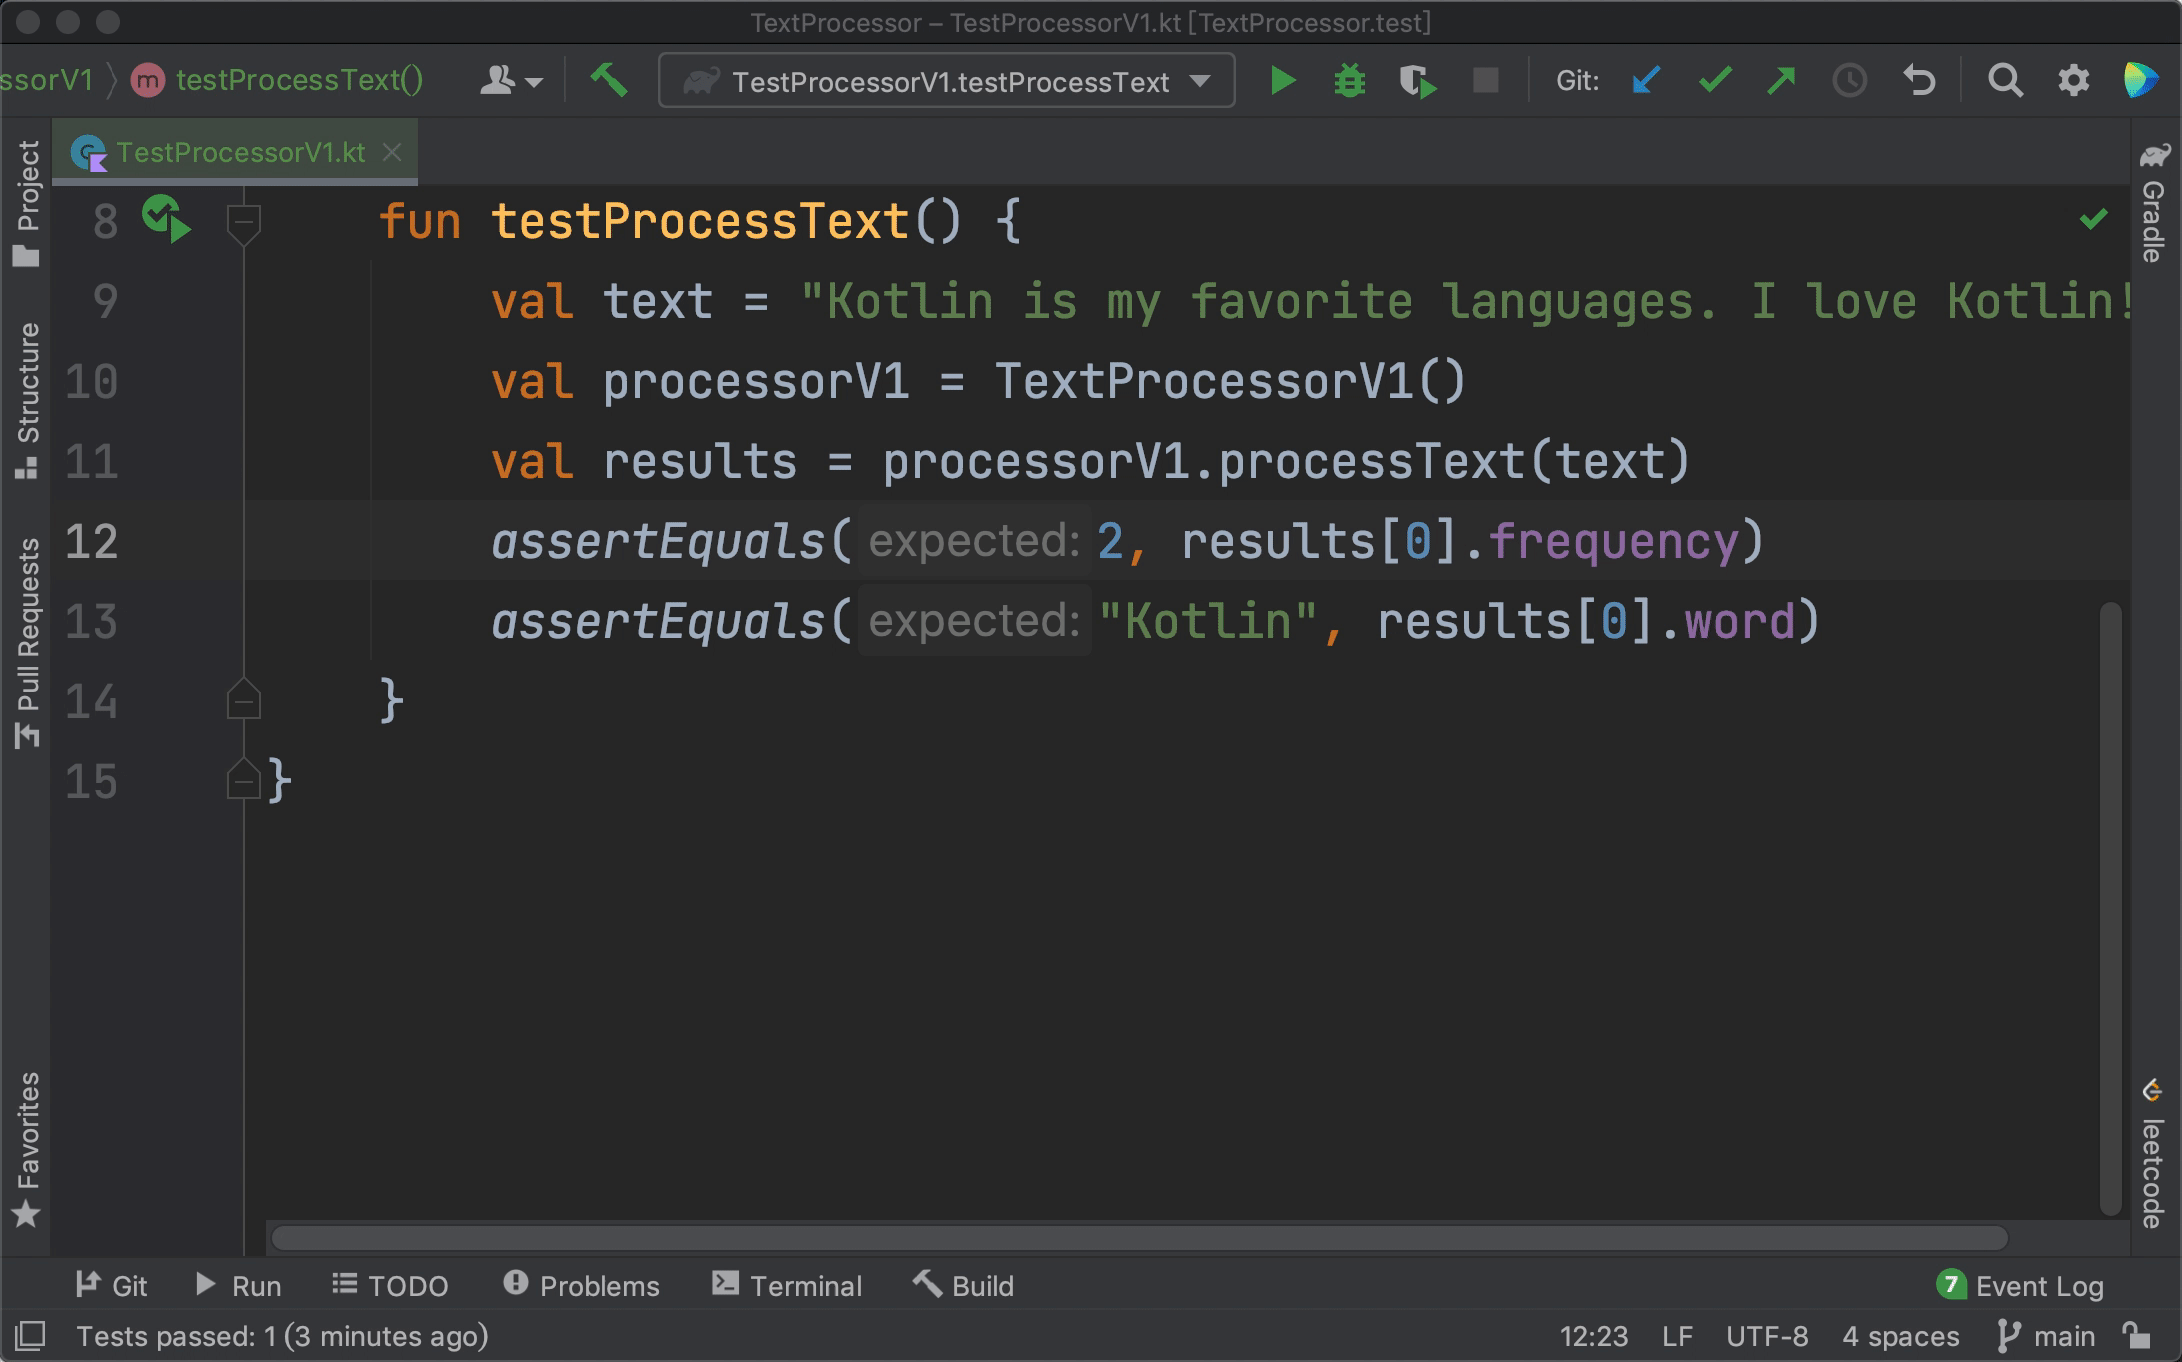 TextProcessor – TestProcessorV1.kt [TextProcessor.test]
ssorV1 m testProcessText() TestProcessorV1.testProcessText Git:
Project
Structure
Pull Requests
Favorites
TestProcessorV1.kt
8 fun testProcessText() {
9 val text = "Kotlin is my favorite languages. I love Kotlin!
10 val processorV1 = TextProcessorV1()
11 val results = processorV1.processText(text)
12 assertEquals( expected: 2, results[0].frequency)
13 assertEquals( expected: "Kotlin", results[0].word)
14 }
15 }
Gradle
leetcode
Git Run TODO Problems Terminal Build 7 Event Log
Tests passed: 1 (3 minutes ago) 12:23 LF UTF-8 4 spaces main